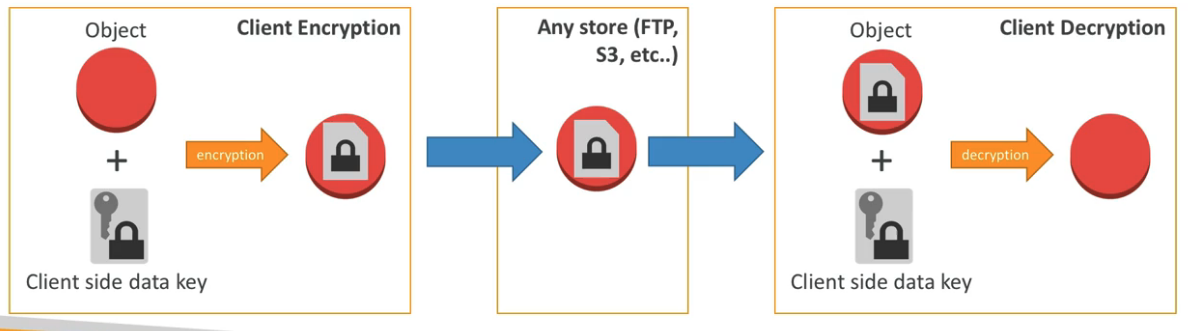 Object
Client Encryption
+
encryption
Client side data key
Any store (FTP,
S3, etc..)
Object
Client Decryption
+
decryption
Client side data key